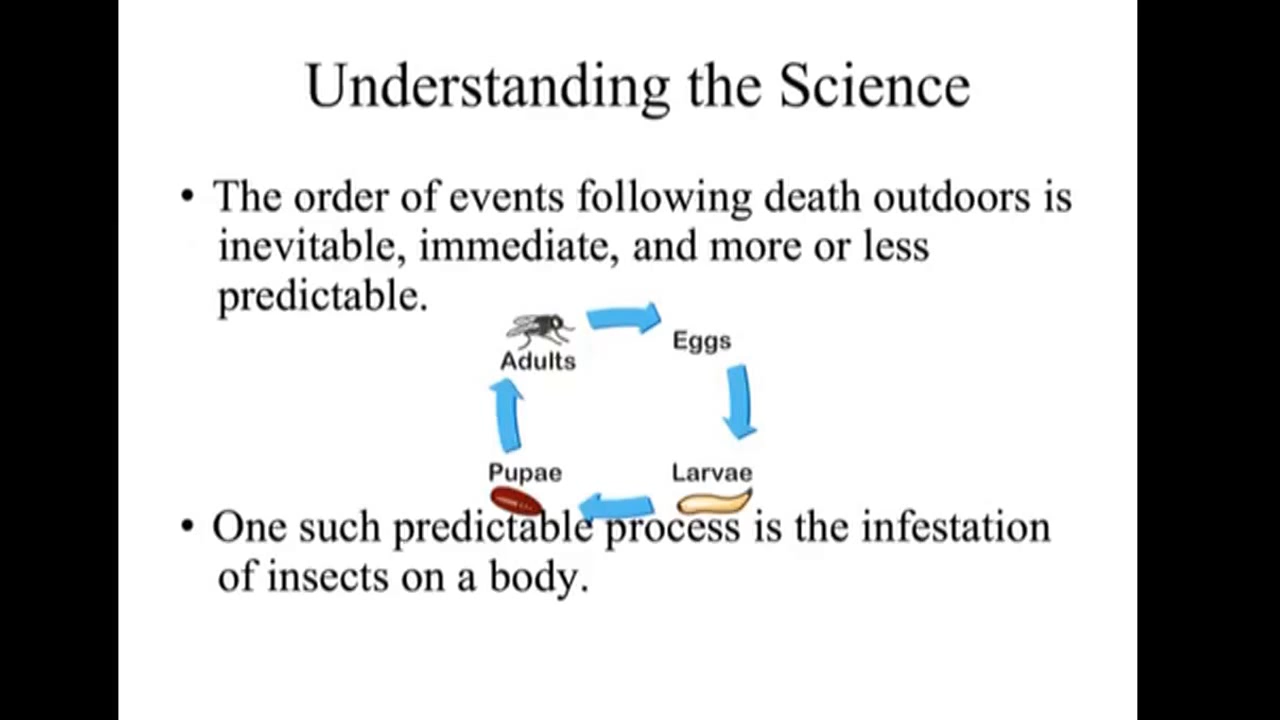 Understanding the Science
• The order of events following death outdoors is
inevitable, immediate, and more or less
predictable.
Adults
Eggs
Pupae
Larvae
• One such predictable process is the infestation
of insects on a body.